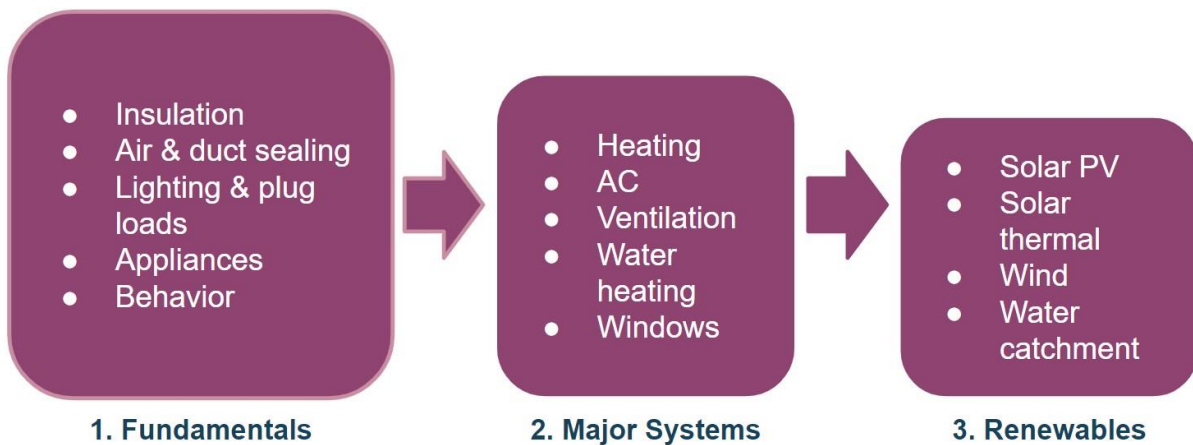 ● Insulation
● Air & duct sealing
● Lighting & plug
loads
● Appliances
● Behavior
1. Fundamentals
● Heating
● AC
● Ventilation
● Water
heating
● Windows
2. Major Systems
● Solar PV
● Solar
thermal
● Wind
● Water
catchment
3. Renewables